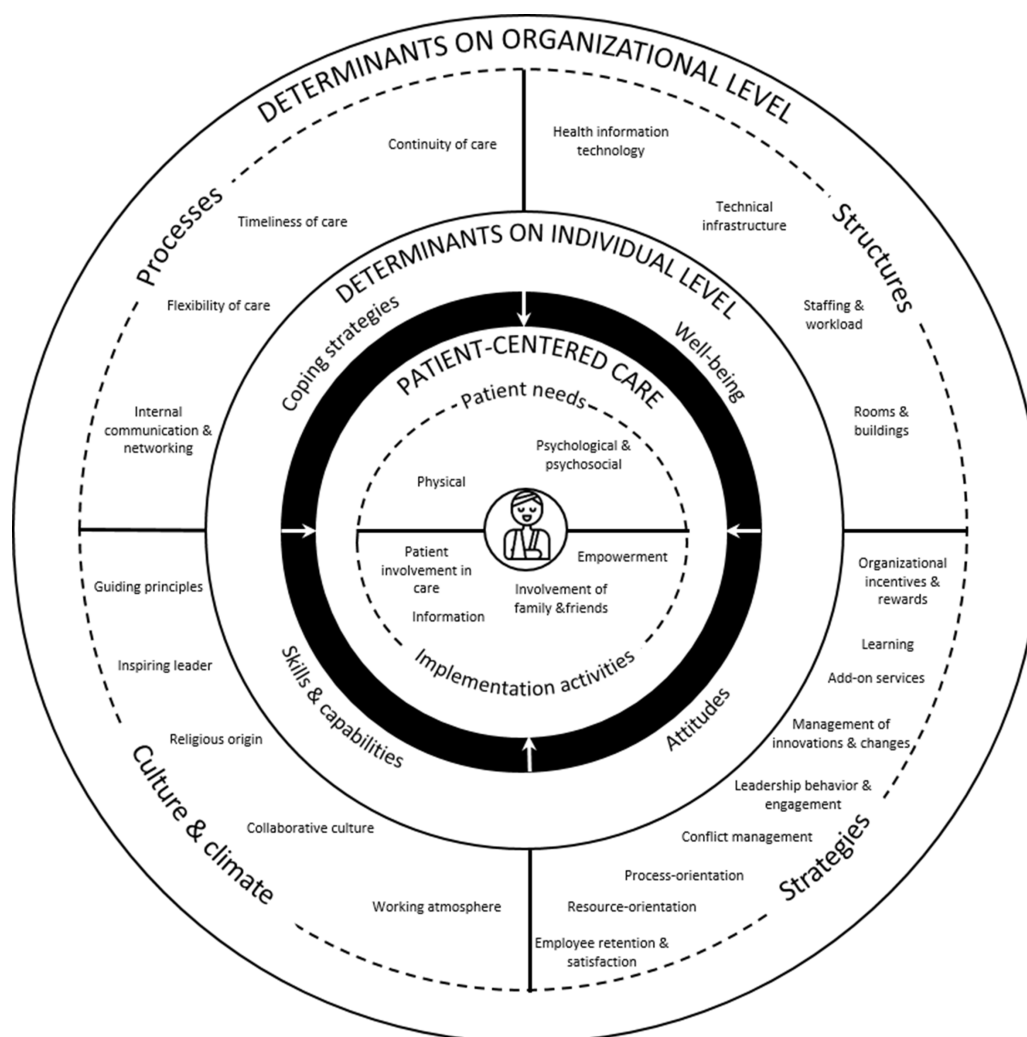 DETERMINANTS ON ORGANIZATIONAL LEVEL
Processes
Continuity of care
Timeliness of care
Flexibility of care
Internal
communication &
networking
Structures
Health information
technology
Technical
infrastructure
Staffing &
workload
Rooms &
buildings
DETERMINANTS ON INDIVIDUAL LEVEL
Coping strategies
Well-being
PATIENT-CENTERED CARE
Patient needs
Psychological &
psychosocial
Physical
Patient
involvement in
care
Empowerment
Involvement of
family &friends
Information
Implementation activities
Skills & capabilities
Attitudes
Guiding principles
Inspiring leader
Religious origin
Collaborative culture
Working atmosphere
Culture & climate
Organizational
incentives &
rewards
Learning
Add-on services
Management of
innovations & changes
Leadership behavior &
engagement
Conflict management
Process-orientation
Resource-orientation
Employee retention &
satisfaction
Strategies